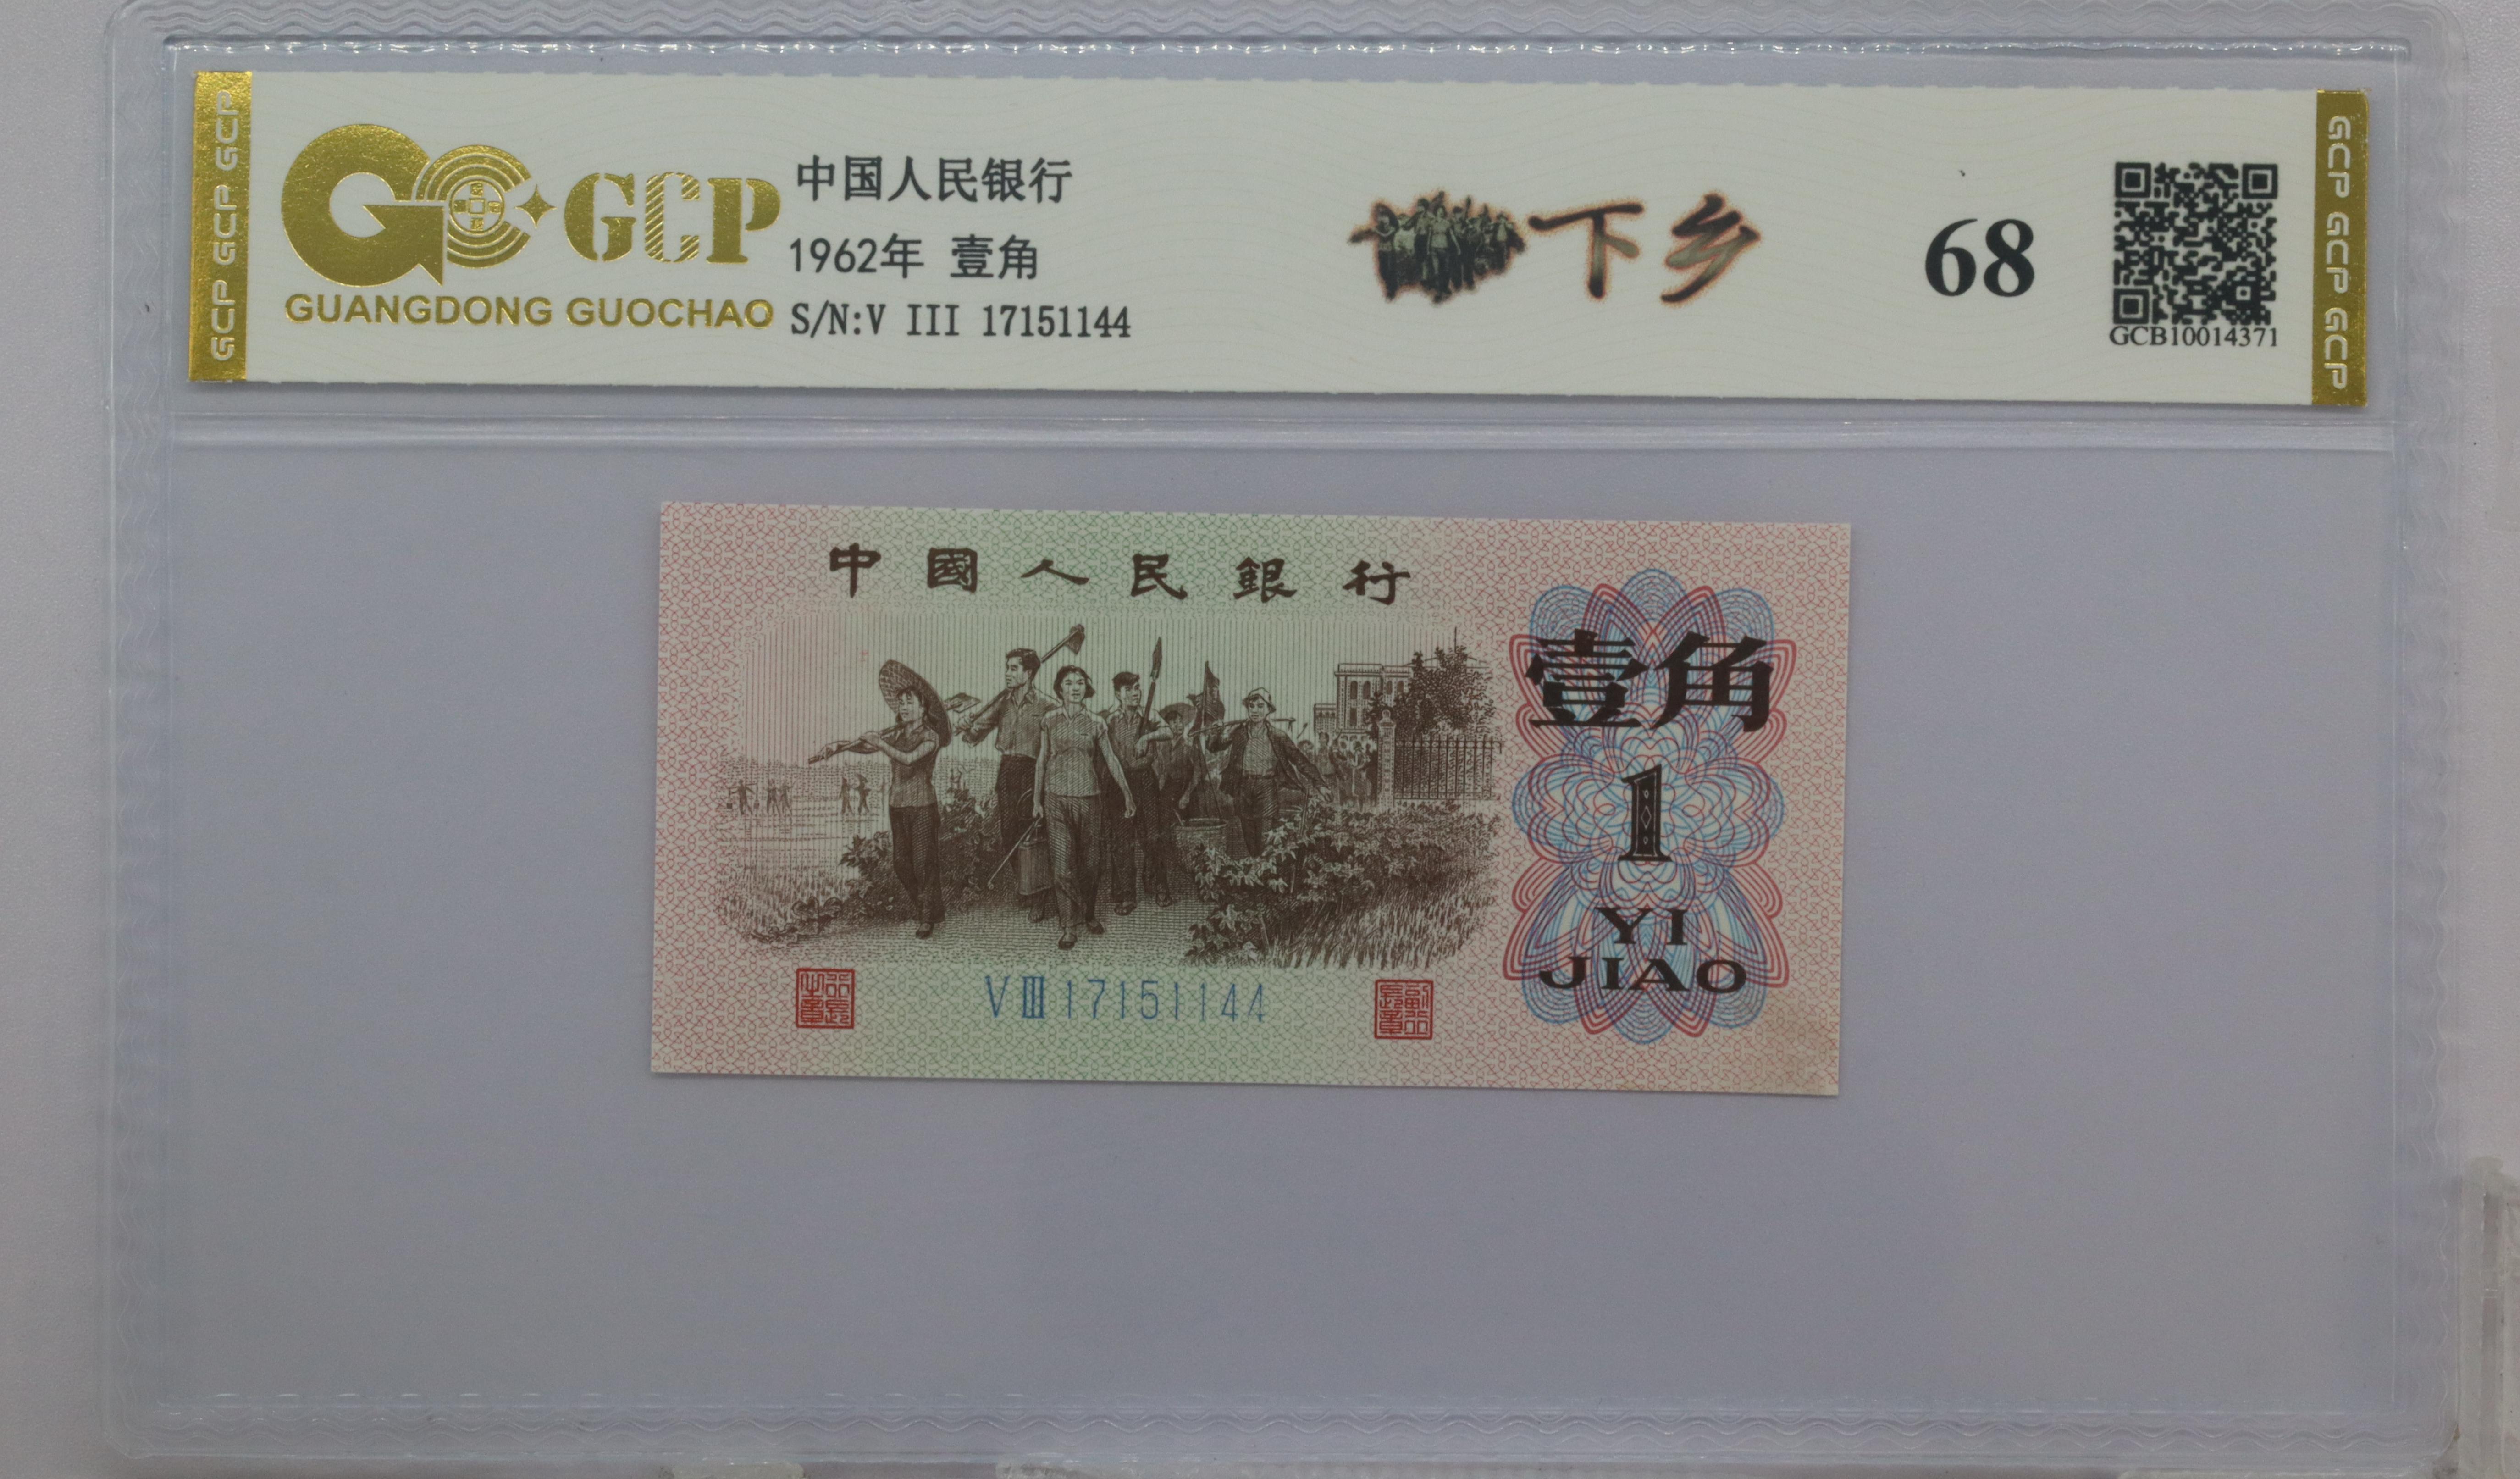 GCP GCP GCP
GCP
GUANGDONG GUOCHAO
中国人民银行
1962年 壹角
S/N:V III 17151144
下乡
68
GCB10014371
GCP GCP GCP
中國人民銀行
壹角
1
YI
JIAO
VⅢ17151144